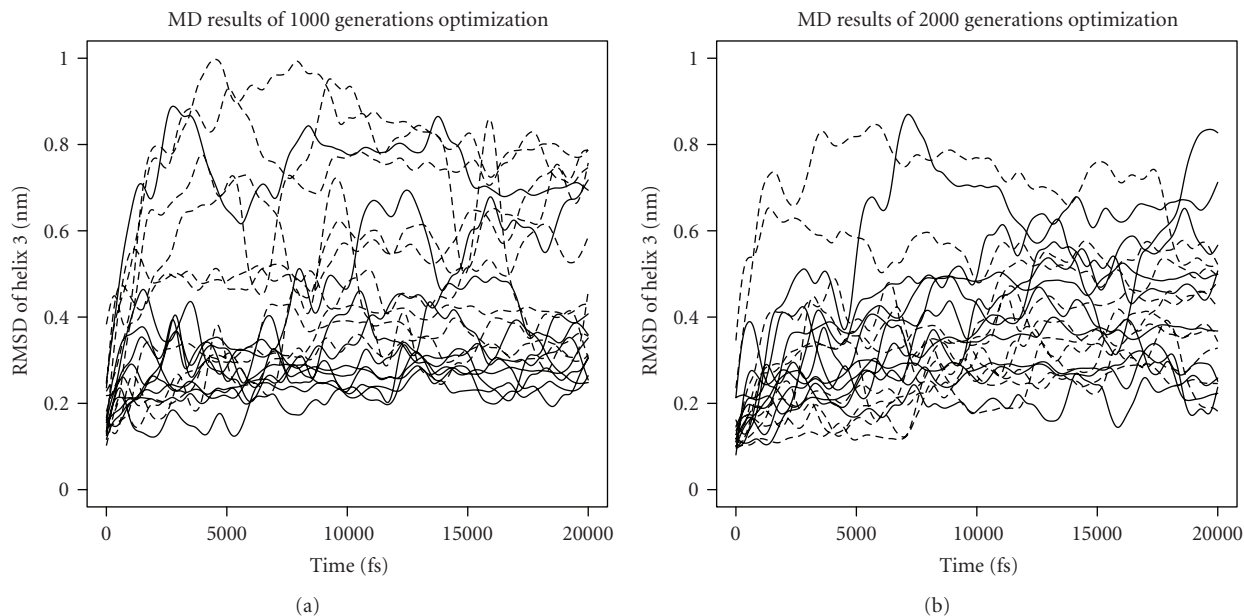 MD results of 1000 generations optimization
1
0.8
0.6
0.4
0.2
0
RMSD of helix 3 (nm)
0 5000 10000 15000 20000
Time (fs)
(a)
MD results of 2000 generations optimization
1
0.8
0.6
0.4
0.2
0
RMSD of helix 3 (nm)
0 5000 10000 15000 20000
Time (fs)
(b)